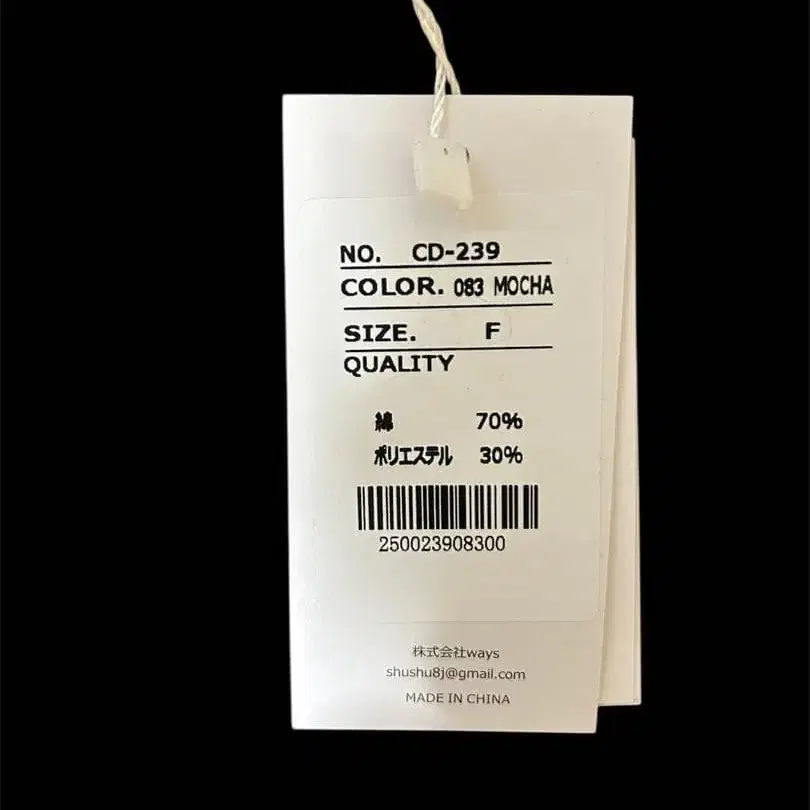 NO. CD-239
COLOR. 083 MOCHA
SIZE. F
QUALITY
綿 70%
ポリエステル 30%
250023908300
株式会社ways
shushu8j@gmail.com
MADE IN CHINA